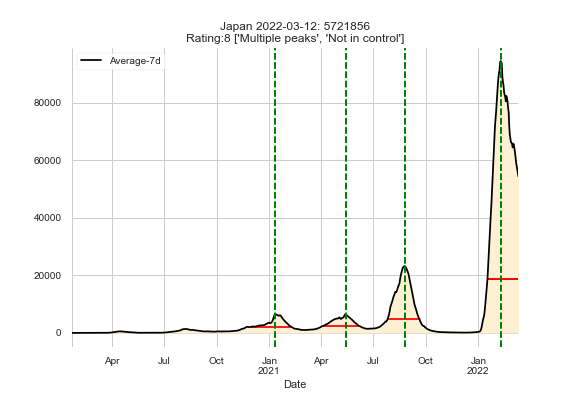 Japan 2022-03-12: 5721856
Rating:8 ['Multiple peaks', 'Not in control']
Average-7d
80000
60000
40000
20000
0
Apr Jul Oct Jan Apr Jul Oct Jan
2021 2022
Date